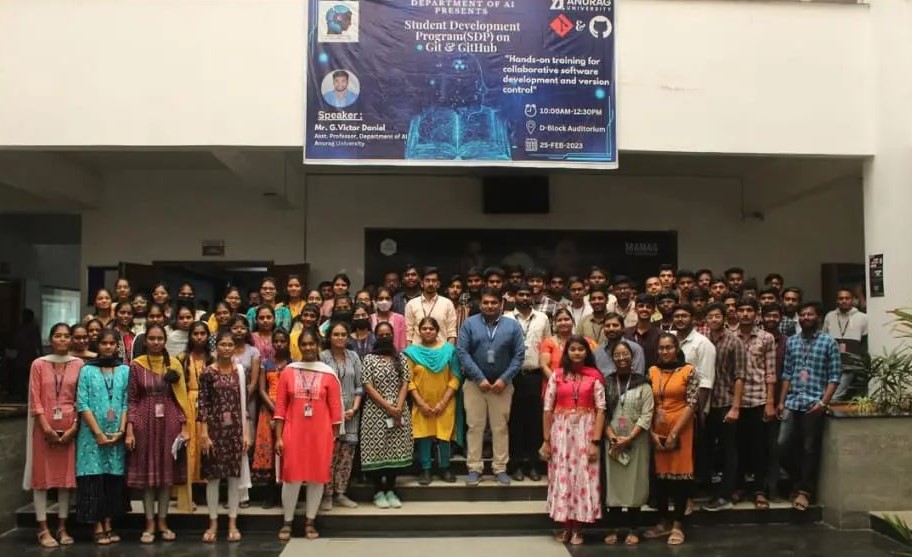 DEPARTMENT OF AI
PRESENTS
Student Development
Program(SDP) on
Git & GitHub
ANURAG
UNIVERSITY
&
"Hands-on training for
collaborative software
development and version
control"
Speaker :
Mr. G.Victor Daniel
Asst. Professor, Department of AI
Anurag University
10:00AM-12:30PM
D-Block Auditorium
25-FEB-2023